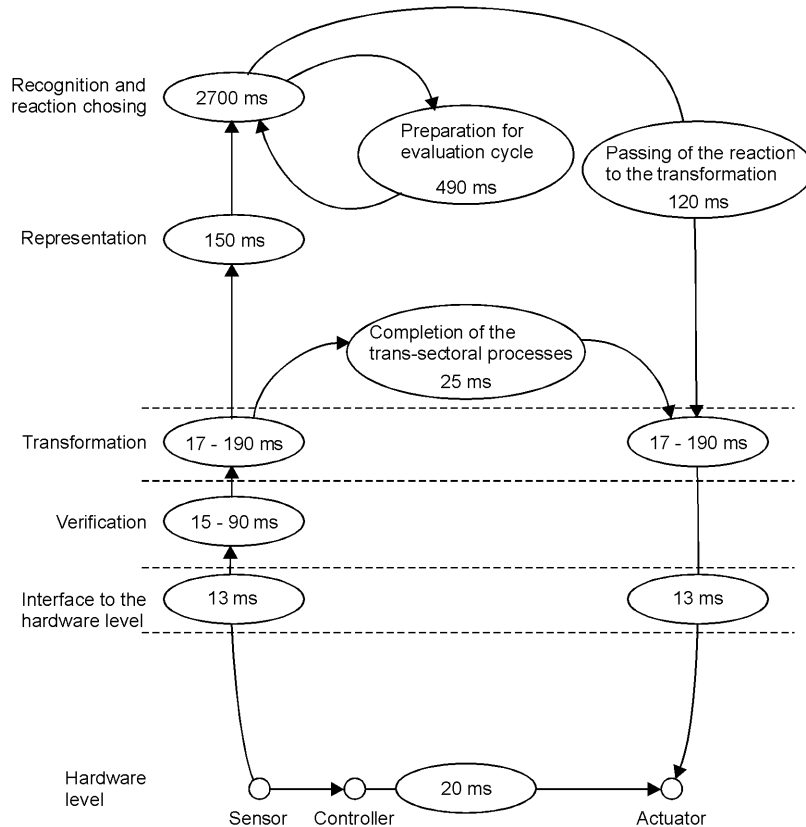 Recognition and
reaction chosing
2700 ms
Preparation for
evaluation cycle
490 ms
Passing of the reaction
to the transformation
120 ms
Representation
150 ms
Completion of the
trans-sectoral processes
25 ms
Transformation
17 - 190 ms
17 - 190 ms
Verification
15 - 90 ms
Interface to the
hardware level
13 ms
13 ms
Hardware
level
20 ms
Sensor
Controller
Actuator